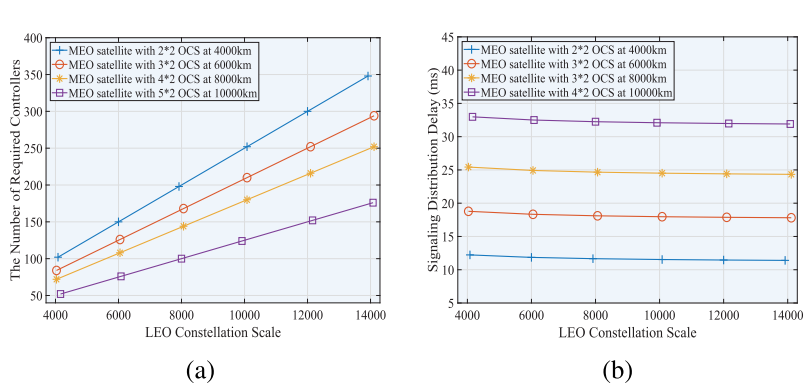 400
350
300
250
200
150
100
50
The Number of Required Controllers
MEO satellite with 2*2 OCS at 4000km
MEO satellite with 3*2 OCS at 6000km
MEO satellite with 4*2 OCS at 8000km
MEO satellite with 5*2 OCS at 10000km
4000 6000 8000 10000 12000 14000
LEO Constellation Scale
(a)
45
40
35
30
25
20
15
10
5
Signaling Distribution Delay (ms)
MEO satellite with 2*2 OCS at 4000km
MEO satellite with 3*2 OCS at 6000km
MEO satellite with 3*2 OCS at 8000km
MEO satellite with 4*2 OCS at 10000km
4000 6000 8000 10000 12000 14000
LEO Constellation Scale
(b)